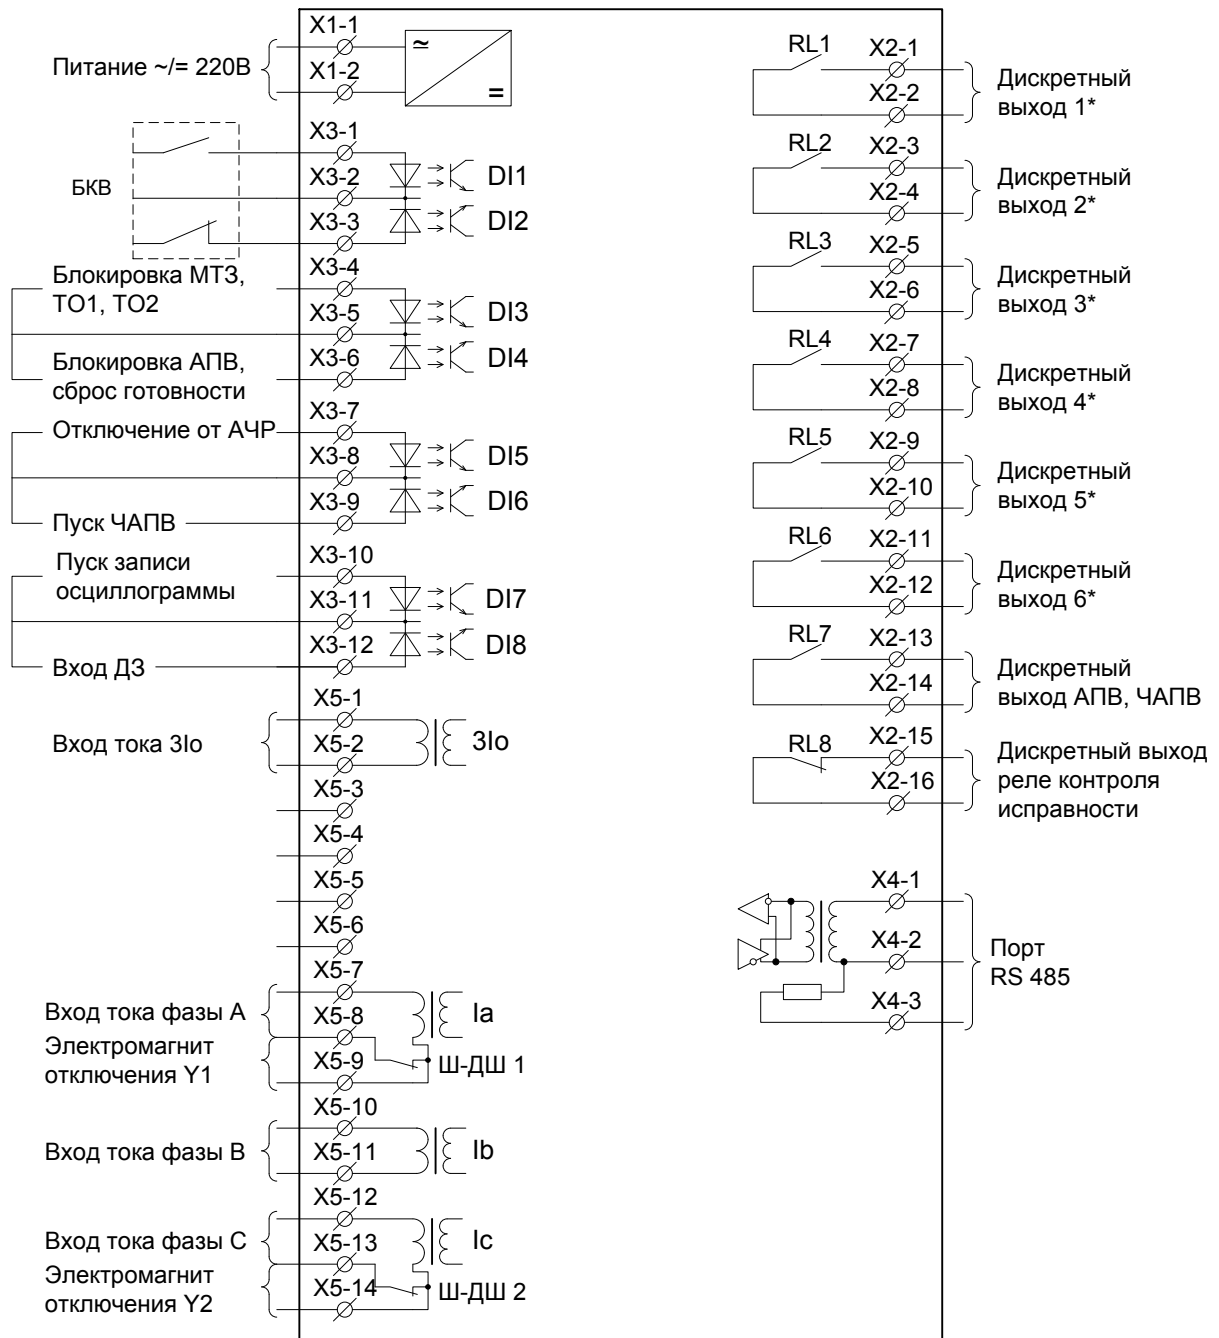 X1-1
Питание ~/= 220В
X1-2
≃
=
БКВ
X3-1
X3-2
DI1
X3-3
DI2
Блокировка МТЗ,
ТО1, ТО2
X3-4
X3-5
DI3
Блокировка АПВ,
сброс готовности
X3-6
DI4
X3-7
Отключение от АЧР
X3-8
DI5
X3-9
DI6
Пуск ЧАПВ
Пуск записи
осциллограммы
X3-10
X3-11
DI7
X3-12
DI8
Вход ДЗ
X5-1
Вход тока 3Io
X5-2
3Io
X5-3
X5-4
X5-5
X5-6
X5-7
Вход тока фазы А
X5-8
Ia
Электромагнит
отключения Y1
X5-9
Ш-ДШ 1
X5-10
Вход тока фазы В
X5-11
Ib
X5-12
Вход тока фазы С
X5-13
Ic
Электромагнит
отключения Y2
X5-14
Ш-ДШ 2
RL1
X2-1
X2-2
Дискретный
выход 1*
RL2
X2-3
X2-4
Дискретный
выход 2*
RL3
X2-5
X2-6
Дискретный
выход 3*
RL4
X2-7
X2-8
Дискретный
выход 4*
RL5
X2-9
X2-10
Дискретный
выход 5*
RL6
X2-11
X2-12
Дискретный
выход 6*
RL7
X2-13
X2-14
Дискретный
выход АПВ, ЧАПВ
RL8
X2-15
X2-16
Дискретный выход
реле контроля
исправности
X4-1
X4-2
X4-3
Порт
RS 485